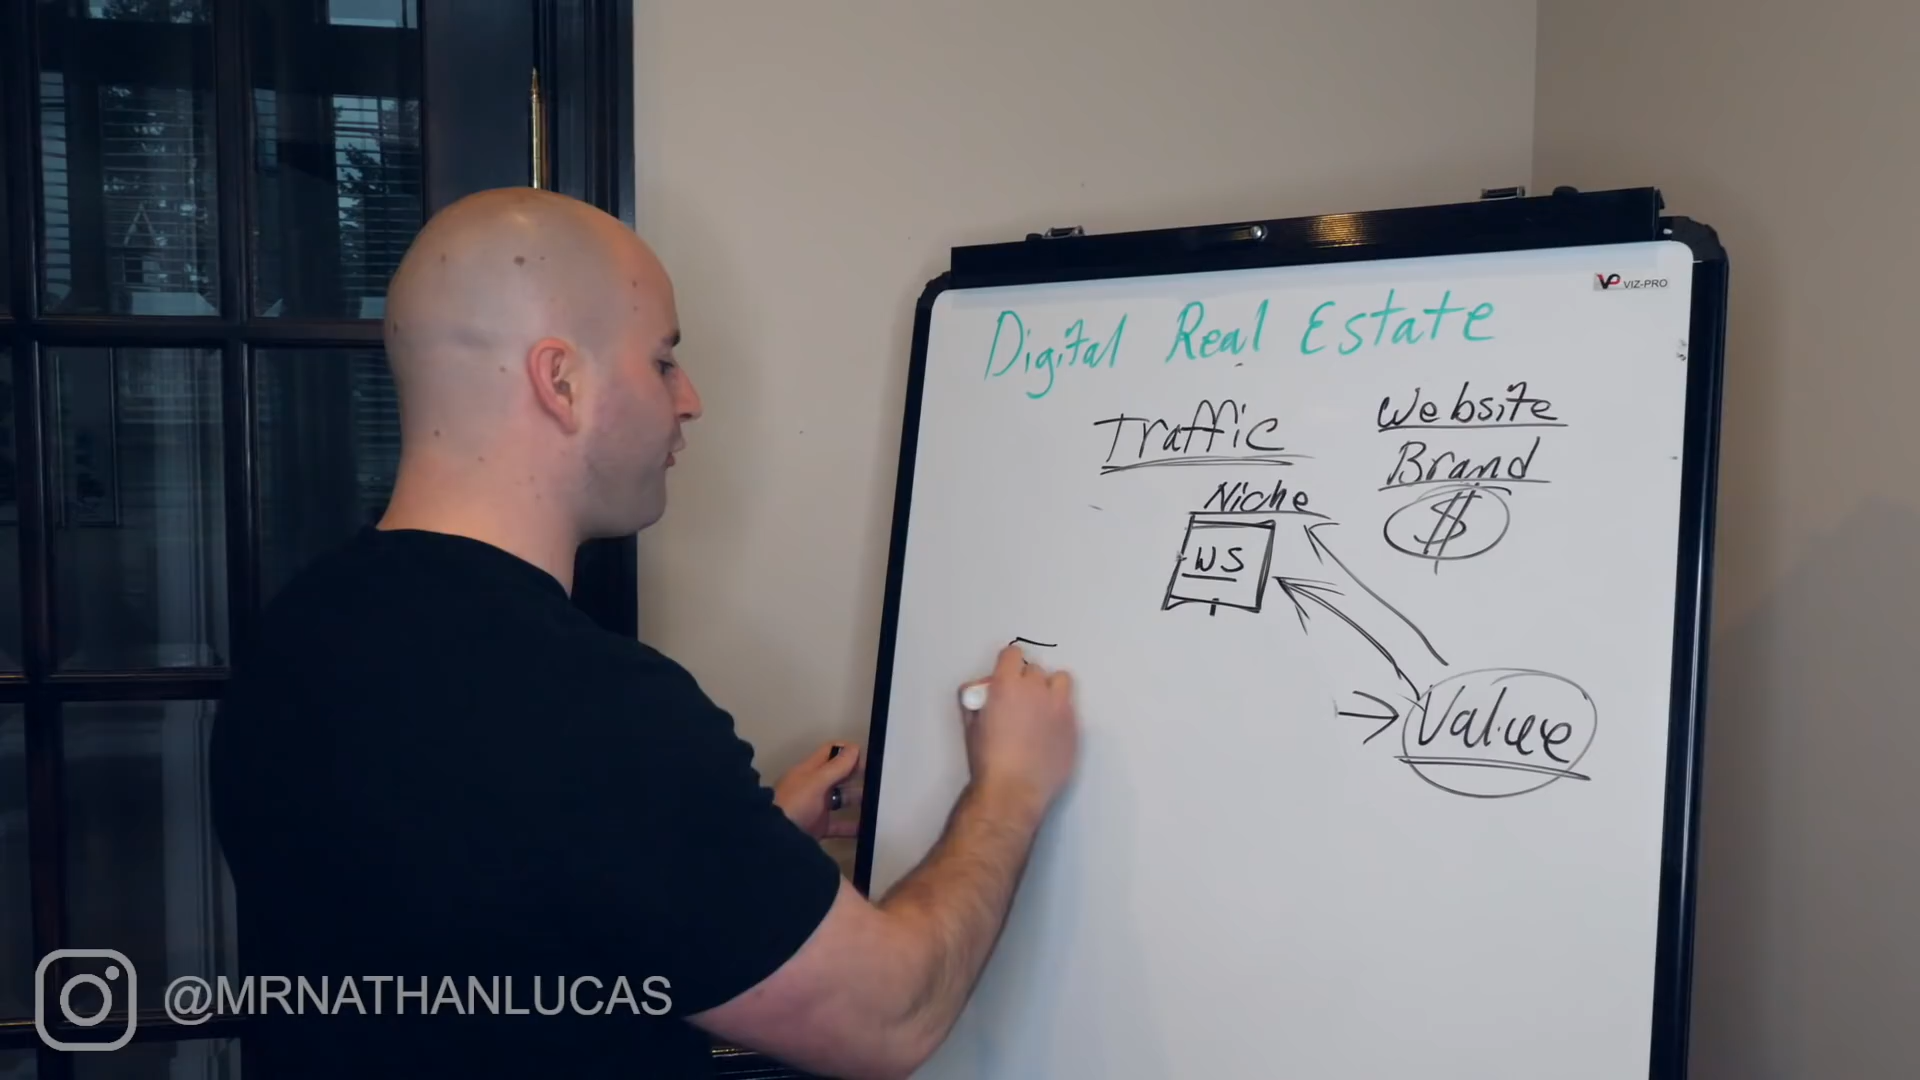 VP VIZ-PRO
Digital Real Estate
Traffic
Website
Brand
$
Niche
WS
Value
@MRNATHANLUCAS